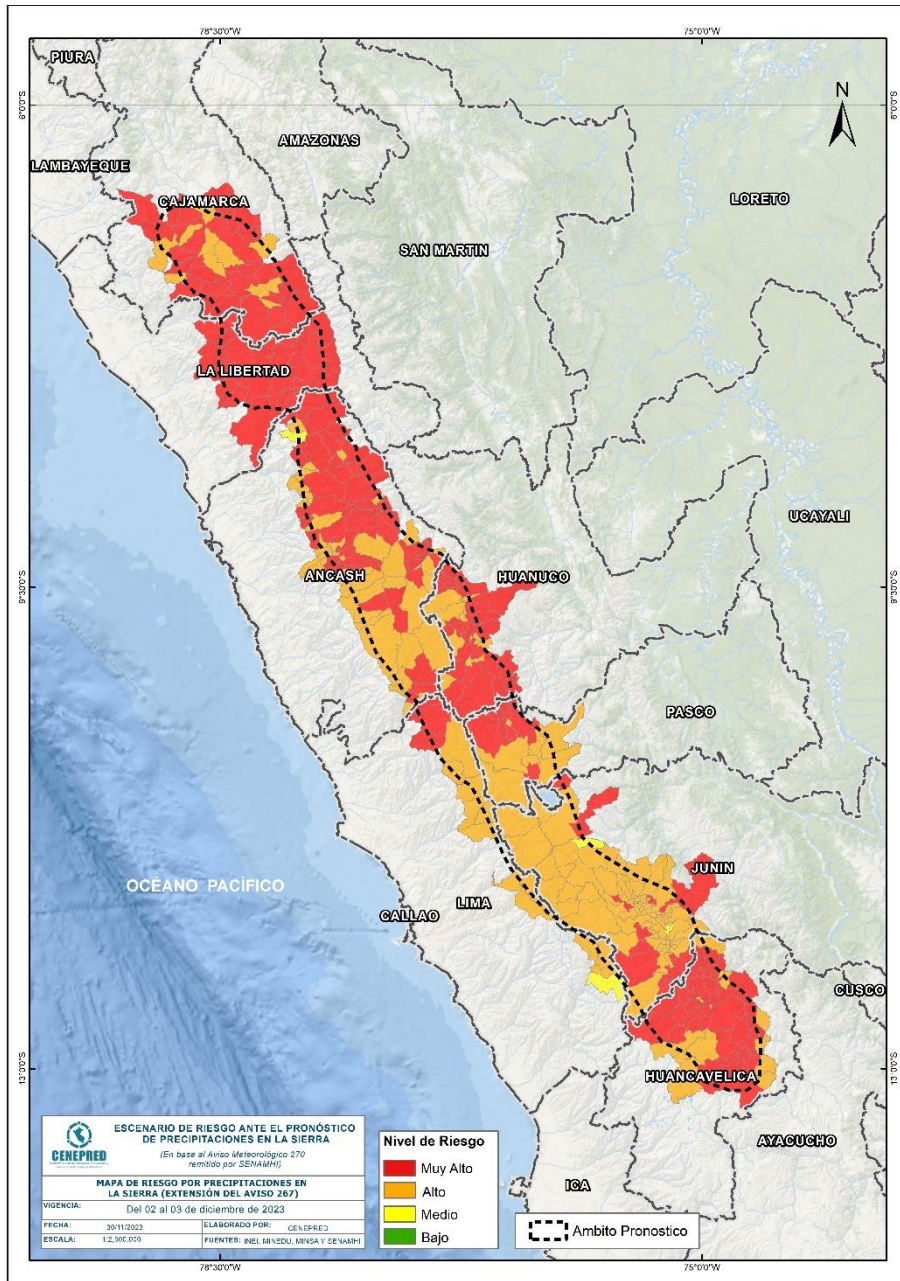 78°30'0"W
75°0'0"W
PIURA
N
6°0'0"S
6°0'0"S
AMAZONAS
LAMBAYEQUE
LORETO
CAJAMARCA
SAN MARTIN
LA LIBERTAD
UCAYALI
ANCASH
HUANUCO
9°30'0"S
9°30'0"S
PASCO
JUNIN
OCÉANO PACÍFICO
LIMA
CALLAO
CUSCO
13°0'0"S
13°0'0"S
HUANCAVELICA
AYACUCHO
ICA
CENEPRED
ESCENARIO DE RIESGO ANTE EL PRONÓSTICO
DE PRECIPITACIONES EN LA SIERRA
(En base al Aviso Meteorológico 270
remitido por SENAMHI)
MAPA DE RIESGO POR PRECIPITACIONES EN
LA SIERRA (EXTENSIÓN DEL AVISO 267)
VIGENCIA: Del 02 al 03 de diciembre de 2023
FECHA: 30/11/2023 ELABORADO POR: CENEPRED
ESCALA: FUENTES: INEI, MINEDU, MINSA Y SENAMHI
Nivel de Riesgo
Muy Alto
Alto
Medio
Bajo
Ambito Pronostico
78°30'0"W
75°0'0"W